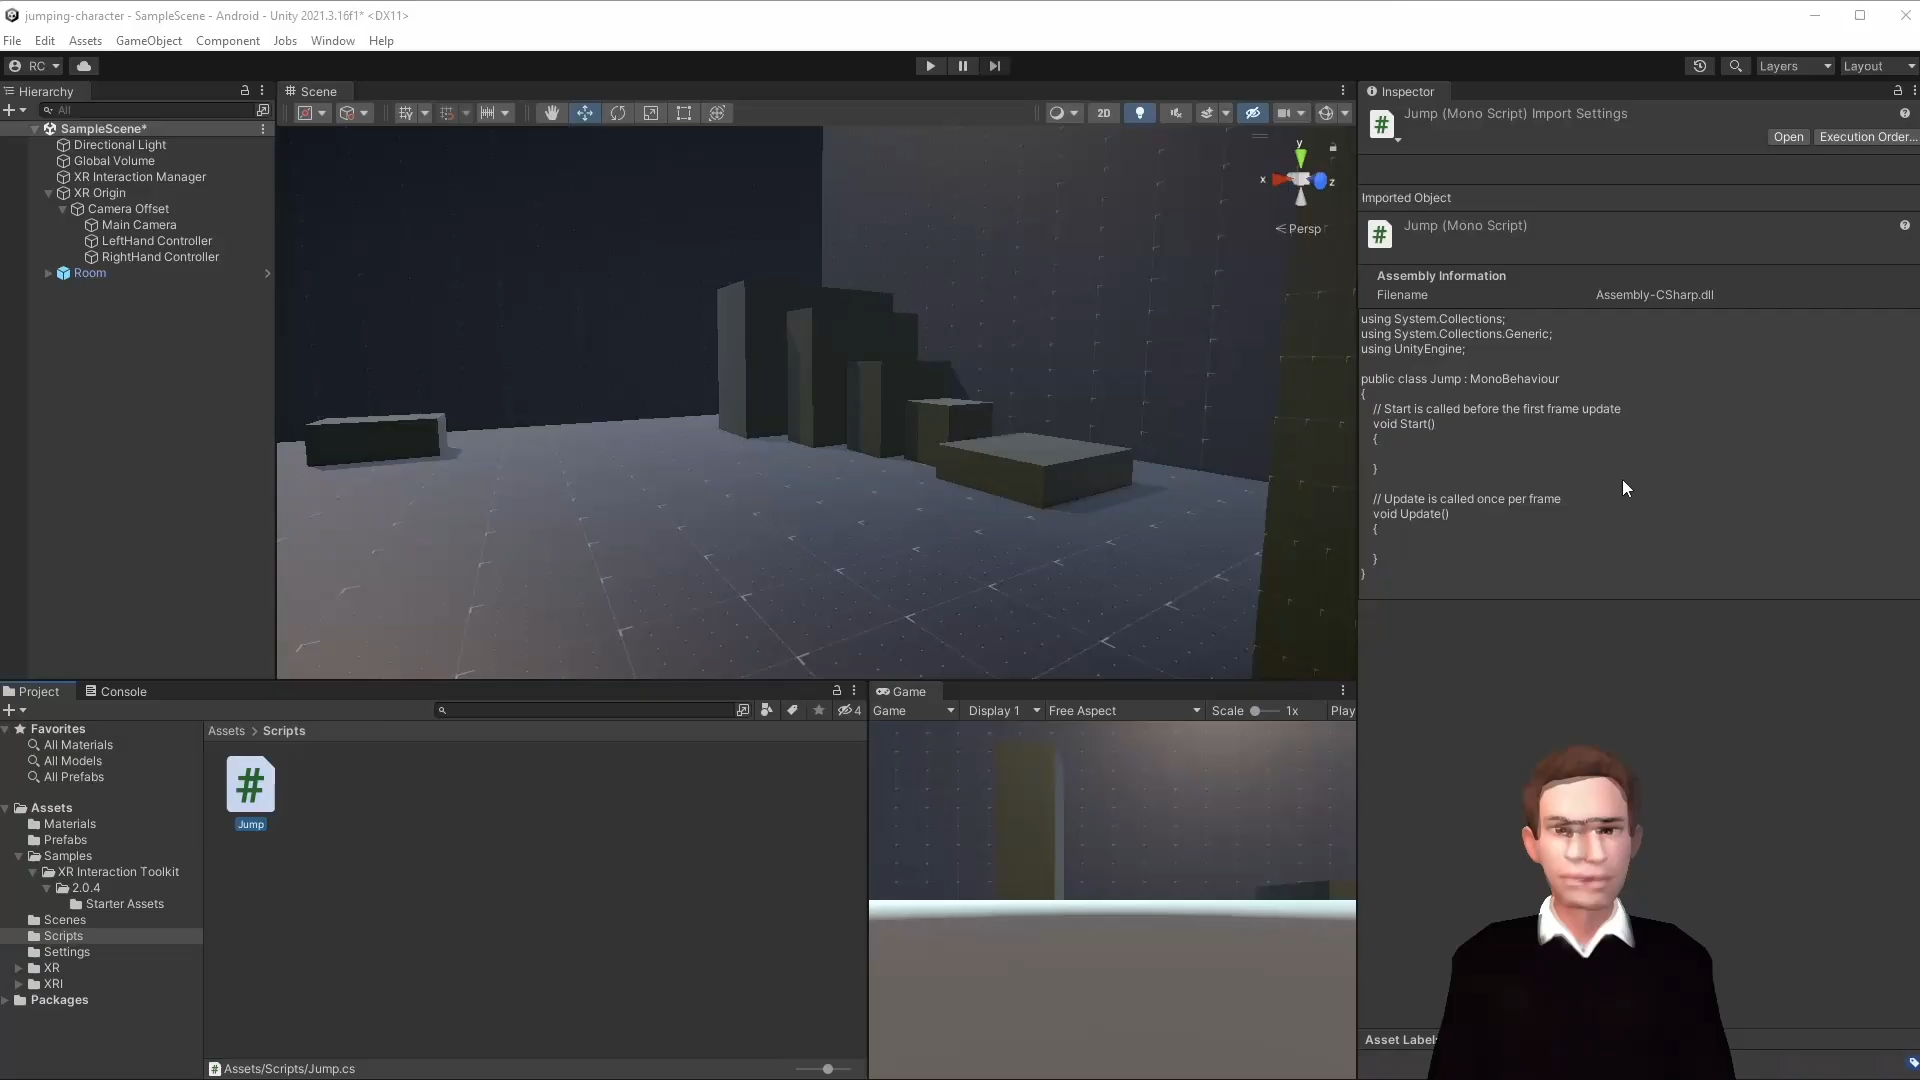 jumping-character - SampleScene - Android - Unity 2021.3.16f1* <DX11>
File Edit Assets GameObject Component Jobs Window Help
RC
Layers
Layout
Hierarchy
All
SampleScene*
Directional Light
Global Volume
XR Interaction Manager
XR Origin
Camera Offset
Main Camera
LeftHand Controller
RightHand Controller
Room
Scene
2D
y
x
z
Persp
Inspector
Jump (Mono Script) Import Settings
Open
Execution Order...
Imported Object
Jump (Mono Script)
Assembly Information
Filename Assembly-CSharp.dll
using System.Collections;
using System.Collections.Generic;
using UnityEngine;
public class Jump : MonoBehaviour
{
// Start is called before the first frame update
void Start()
{
}
// Update is called once per frame
void Update()
{
}
}
Project
Console
4
Favorites
All Materials
All Models
All Prefabs
Assets
Materials
Prefabs
Samples
XR Interaction Toolkit
2.0.4
Starter Assets
Scenes
Scripts
Settings
XR
XRI
Packages
Assets > Scripts
#
Jump
Assets/Scripts/Jump.cs
Game
Game
Display 1
Free Aspect
Scale 1x
Play
Asset Label